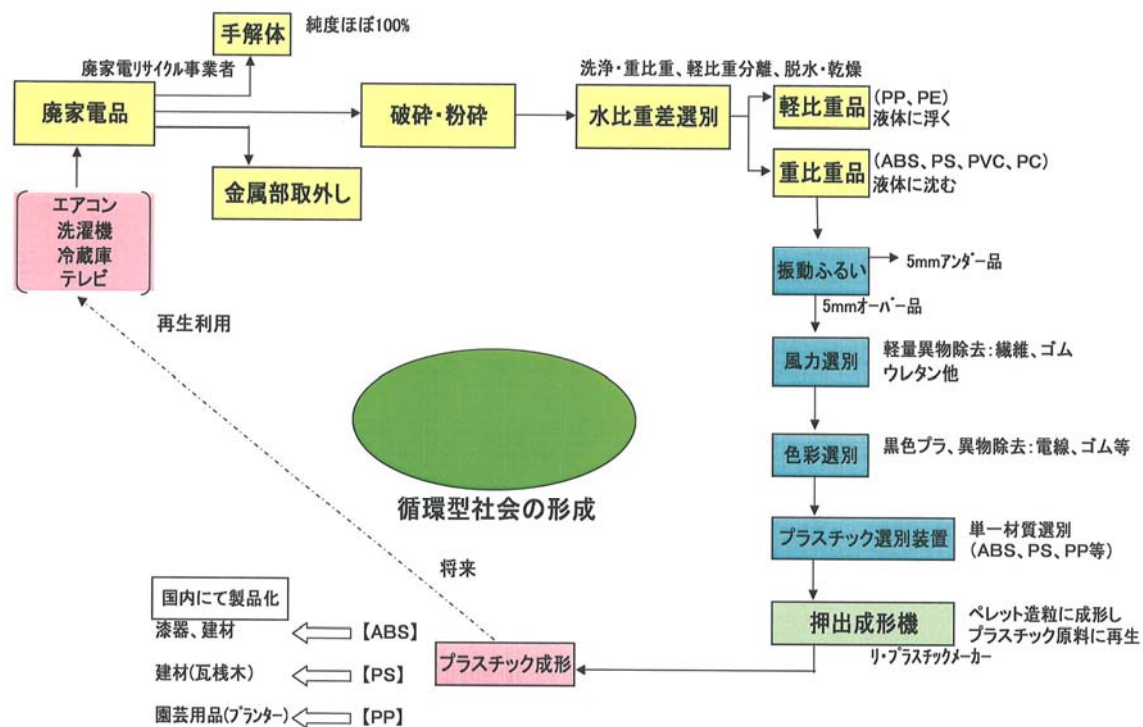 手解体
純度ほぼ100%
廃家電リサイクル事業者
洗浄・重比重、軽比重分離、脱水・乾燥
廃家電品
破砕・粉砕
水比重差選別
軽比重品
(PP、PE)
液体に浮く
重比重品
(ABS、PS、PVC、PC)
液体に沈む
金属部取外し
エアコン
洗濯機
冷蔵庫
テレビ
振動ふるい
5mmアンダー品
5mmオーバー品
再生利用
風力選別
軽量異物除去:繊維、ゴム
ウレタン他
色彩選別
黒色プラ、異物除去:電線、ゴム等
循環型社会の形成
プラスチック選別装置
単一材質選別
(ABS、PS、PP等)
将来
国内にて製品化
押出成形機
ペレット造粒に成形し
プラスチック原料に再生
リ・プラスチックメーカー
漆器、建材
【ABS】
プラスチック成形
建材(瓦桟木)
【PS】
園芸用品(プランター)
【PP】